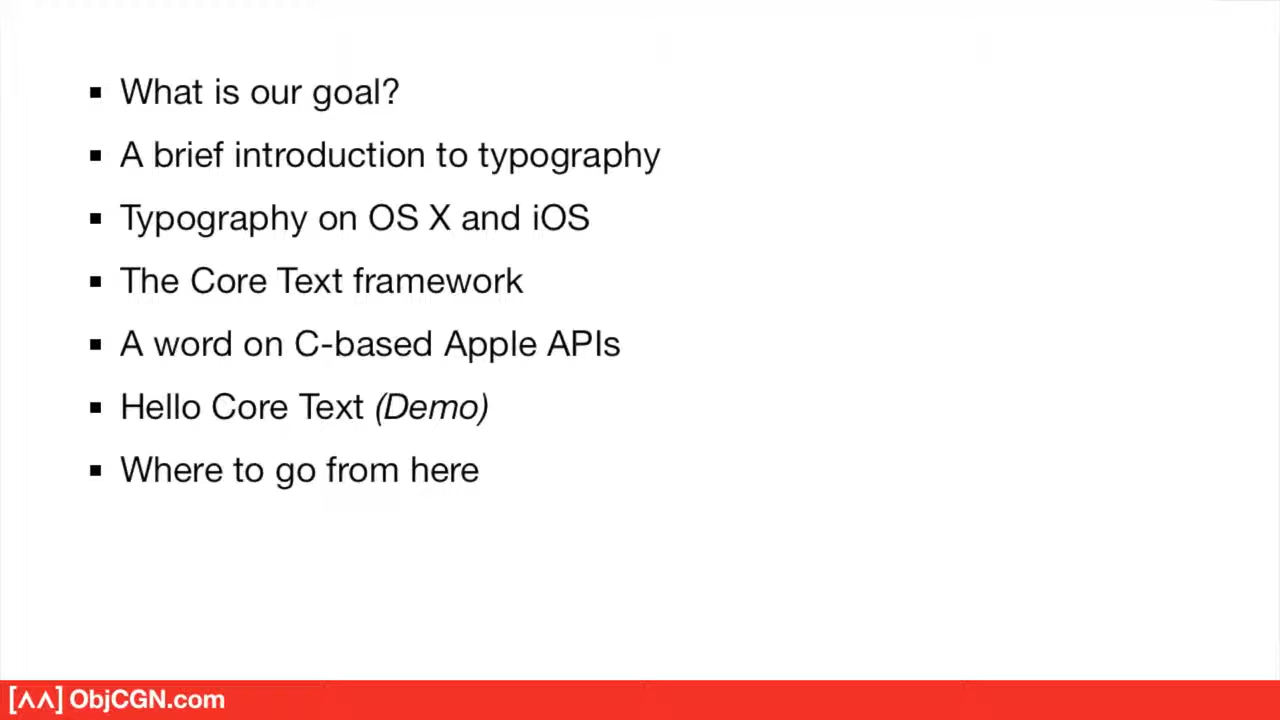 ▪ What is our goal?
▪ A brief introduction to typography
▪ Typography on OS X and iOS
▪ The Core Text framework
▪ A word on C-based Apple APIs
▪ Hello Core Text (Demo)
▪ Where to go from here
[ʌʌ] ObjCGN.com